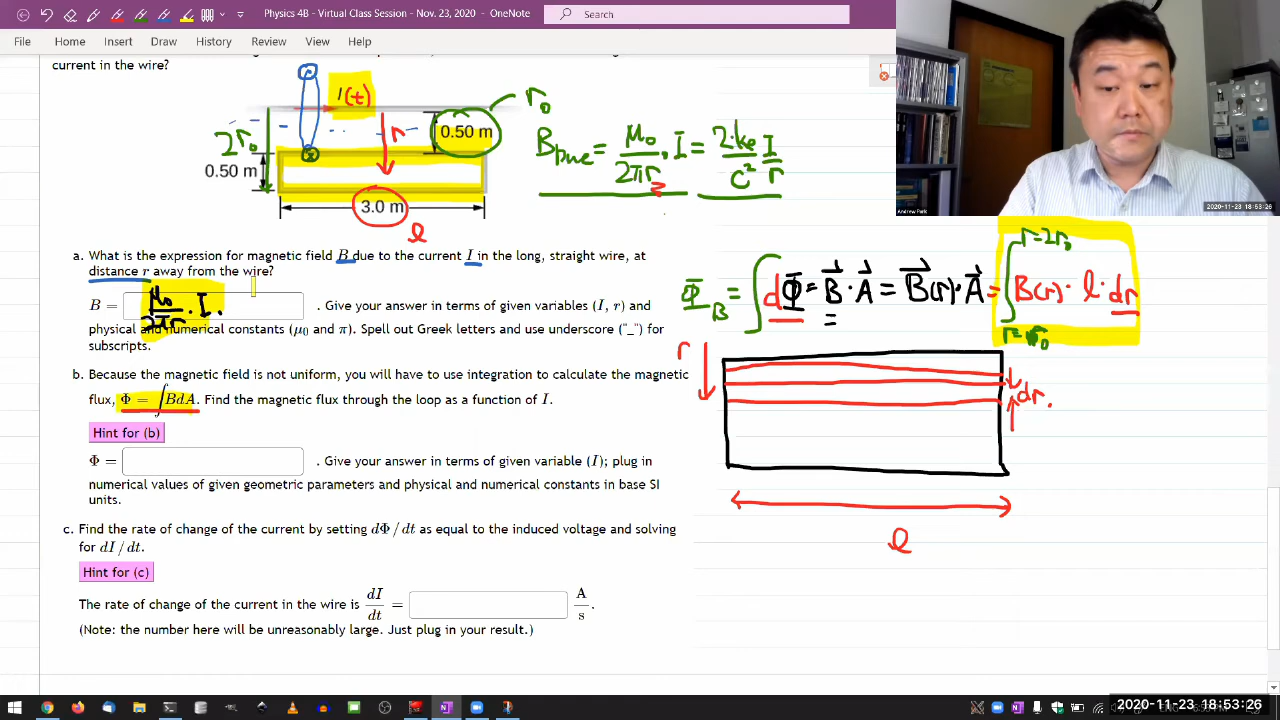 Physics 4B - Virtual Class Session - Nov. 23, 2020 - OneNote
Search
File Home Insert Draw History Review View Help
current in the wire?
I(t)
r₀
2r₀
r
0.50 m
0.50 m
3.0 m
l
B = μ₀/2πr · I = 2·kₑ/c² I/r
a. What is the expression for magnetic field B due to the current I in the long, straight wire, at
distance r away from the wire?
B = μ₀/2πr · I . Give your answer in terms of given variables (I, r) and
physical and numerical constants (μ0 and π). Spell out Greek letters and use underscore ("_") for
subscripts.
b. Because the magnetic field is not uniform, you will have to use integration to calculate the magnetic
flux, Φ = ∫BdA. Find the magnetic flux through the loop as a function of I.
Hint for (b)
Φ = . Give your answer in terms of given variable (I); plug in
numerical values of given geometric parameters and physical and numerical constants in base SI
units.
c. Find the rate of change of the current by setting dΦ/dt as equal to the induced voltage and solving
for dI/dt.
Hint for (c)
The rate of change of the current in the wire is dI/dt = A/s.
(Note: the number here will be unreasonably large. Just plug in your result.)
Φ_B = ∫ dΦ = B⃗ · A⃗ = B⃗(r) · A⃗ = ∫ r=r₀ r=2r₀ B(r) · l · dr
=
r
dr.
l
Andrew Park
2020-11-23 18:53:26
2020-11-23 18:53:26